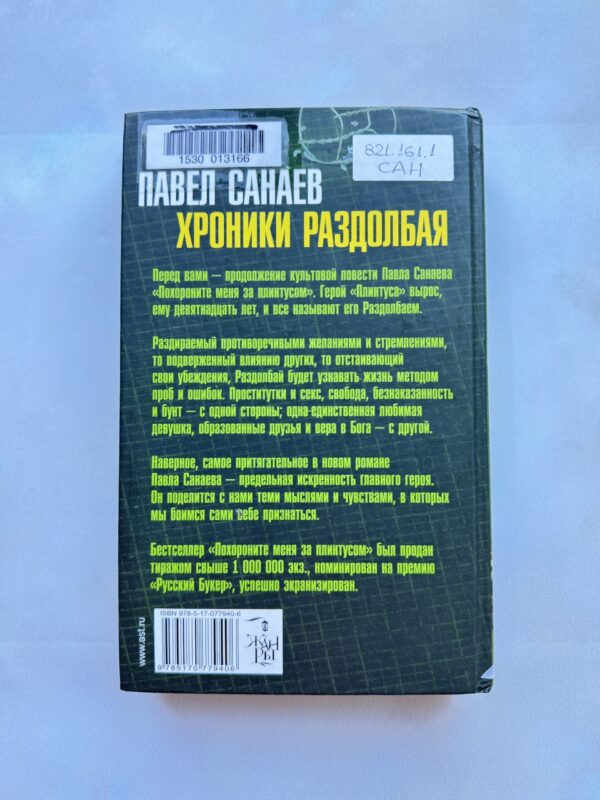 1530 013166
821.161.1
САН
ПАВЕЛ САНАЕВ
ХРОНИКИ РАЗДОЛБАЯ
Перед вами — продолжение культовой повести Павла Санаева
«Похороните меня за плинтусом». Герой «Плинтуса» вырос,
ему девятнадцать лет, и все называют его Раздолбаем.
Раздираемый противоречивыми желаниями и стремлениями,
то подверженный влиянию других, то отстаивающий
свои убеждения, Раздолбай будет узнавать жизнь методом
проб и ошибок. Проститутки и секс, свобода, безнаказанность
и бунт — с одной стороны; одна-единственная любимая
девушка, образованные друзья и вера в Бога — с другой.
Наверное, самое притягательное в новом романе
Павла Санаева — предельная искренность главного героя.
Он поделится с нами теми мыслями и чувствами, в которых
мы боимся сами себе признаться.
Бестселлер «Похороните меня за плинтусом» был продан
тиражом свыше 1 000 000 экз., номинирован на премию
«Русский Букер», успешно экранизирован.
www.ast.ru
ISBN 978-5-17-077940-6
9785170779406
ЖАН
РЫ